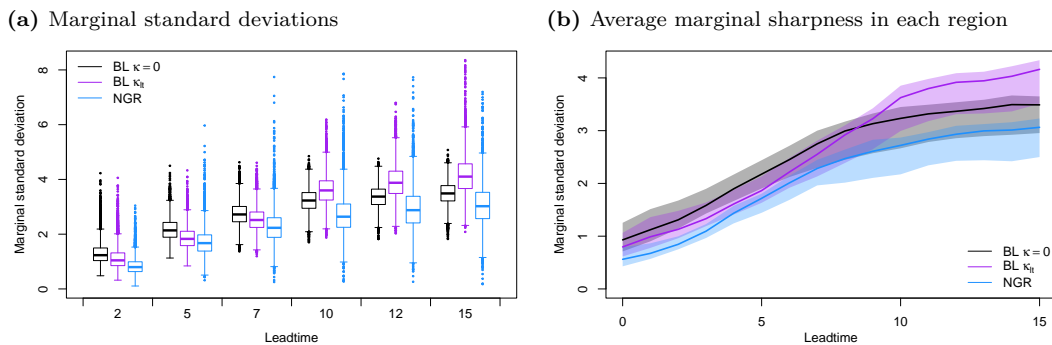 (a) Marginal standard deviations
Marginal standard deviation
8
6
4
2
0
BL κ = 0
BL κlt
NGR
2 5 7 10 12 15
Leadtime
(b) Average marginal sharpness in each region
Marginal standard deviation
4
3
2
1
0
BL κ = 0
BL κlt
NGR
0 5 10 15
Leadtime